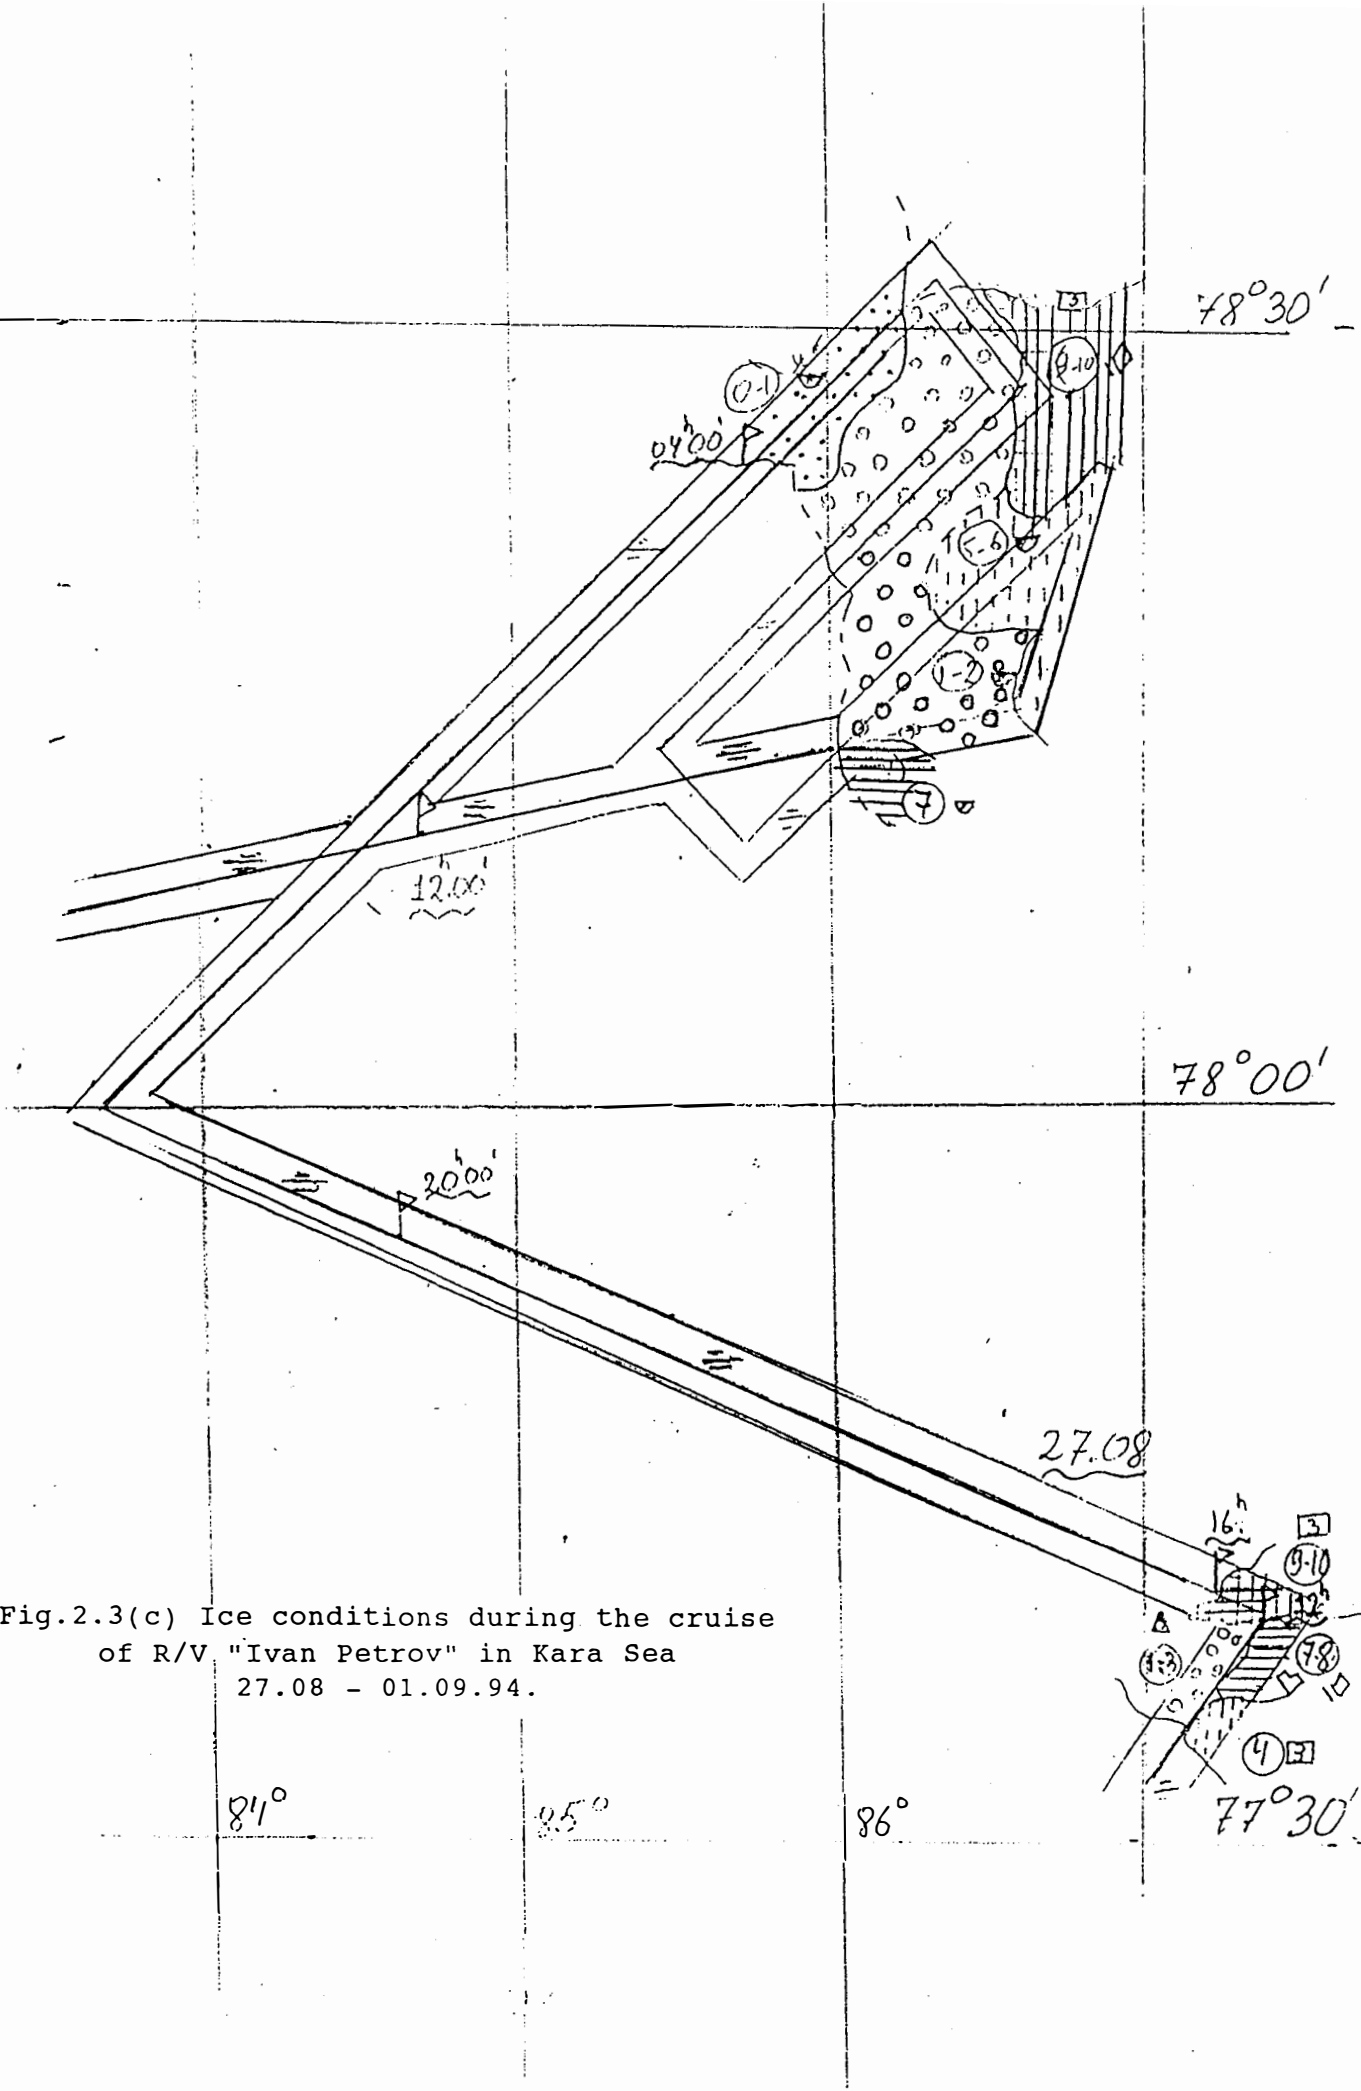 78°30'
3
0-1
9-10
04ʰ00'
5-6
1-2
7
12ʰ00'
78°00'
20ʰ00'
27.08
16ʰ
3
9-10
Fig.2.3(c) Ice conditions during the cruise
of R/V "Ivan Petrov" in Kara Sea
27.08 - 01.09.94.
7-8
4
77°30'
84°
85°
86°